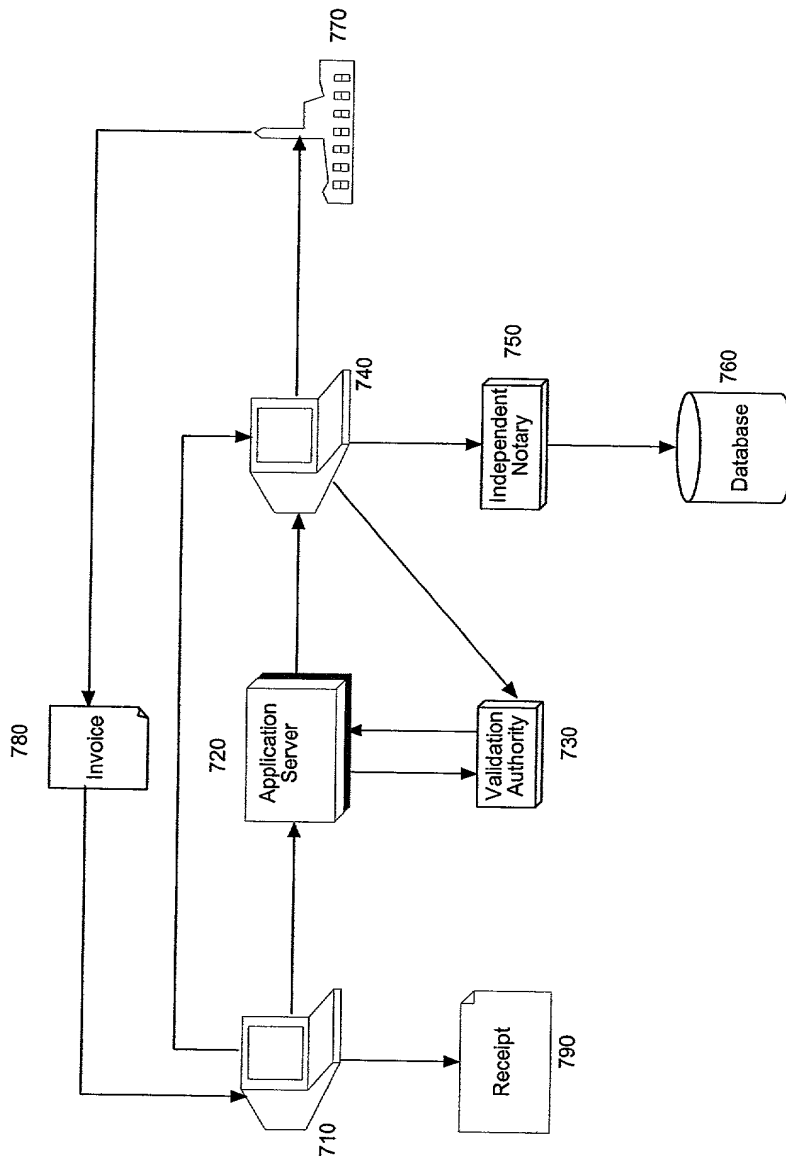 780
Invoice
770
720
Application
Server
740
710
Validation
Authority
730
Independent
Notary
750
Receipt
790
Database
760